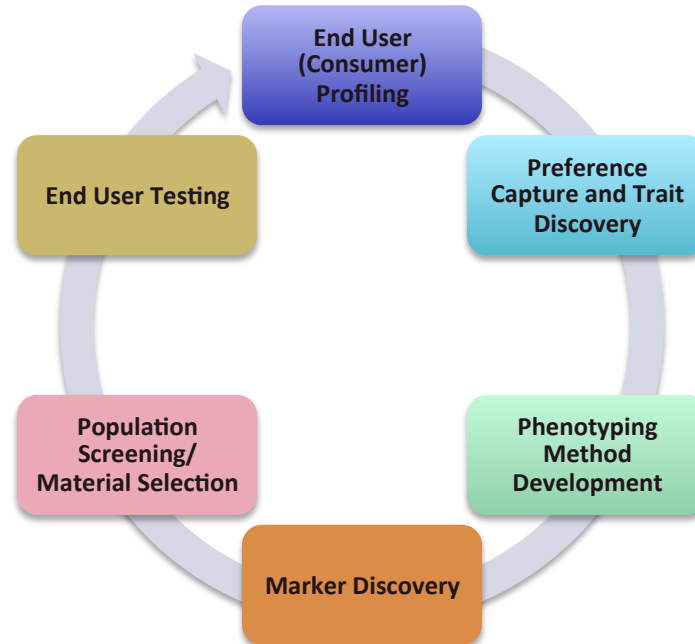 End User
(Consumer)
Profiling
Preference
Capture and Trait
Discovery
Phenotyping
Method
Development
Marker Discovery
Population
Screening/
Material Selection
End User Testing